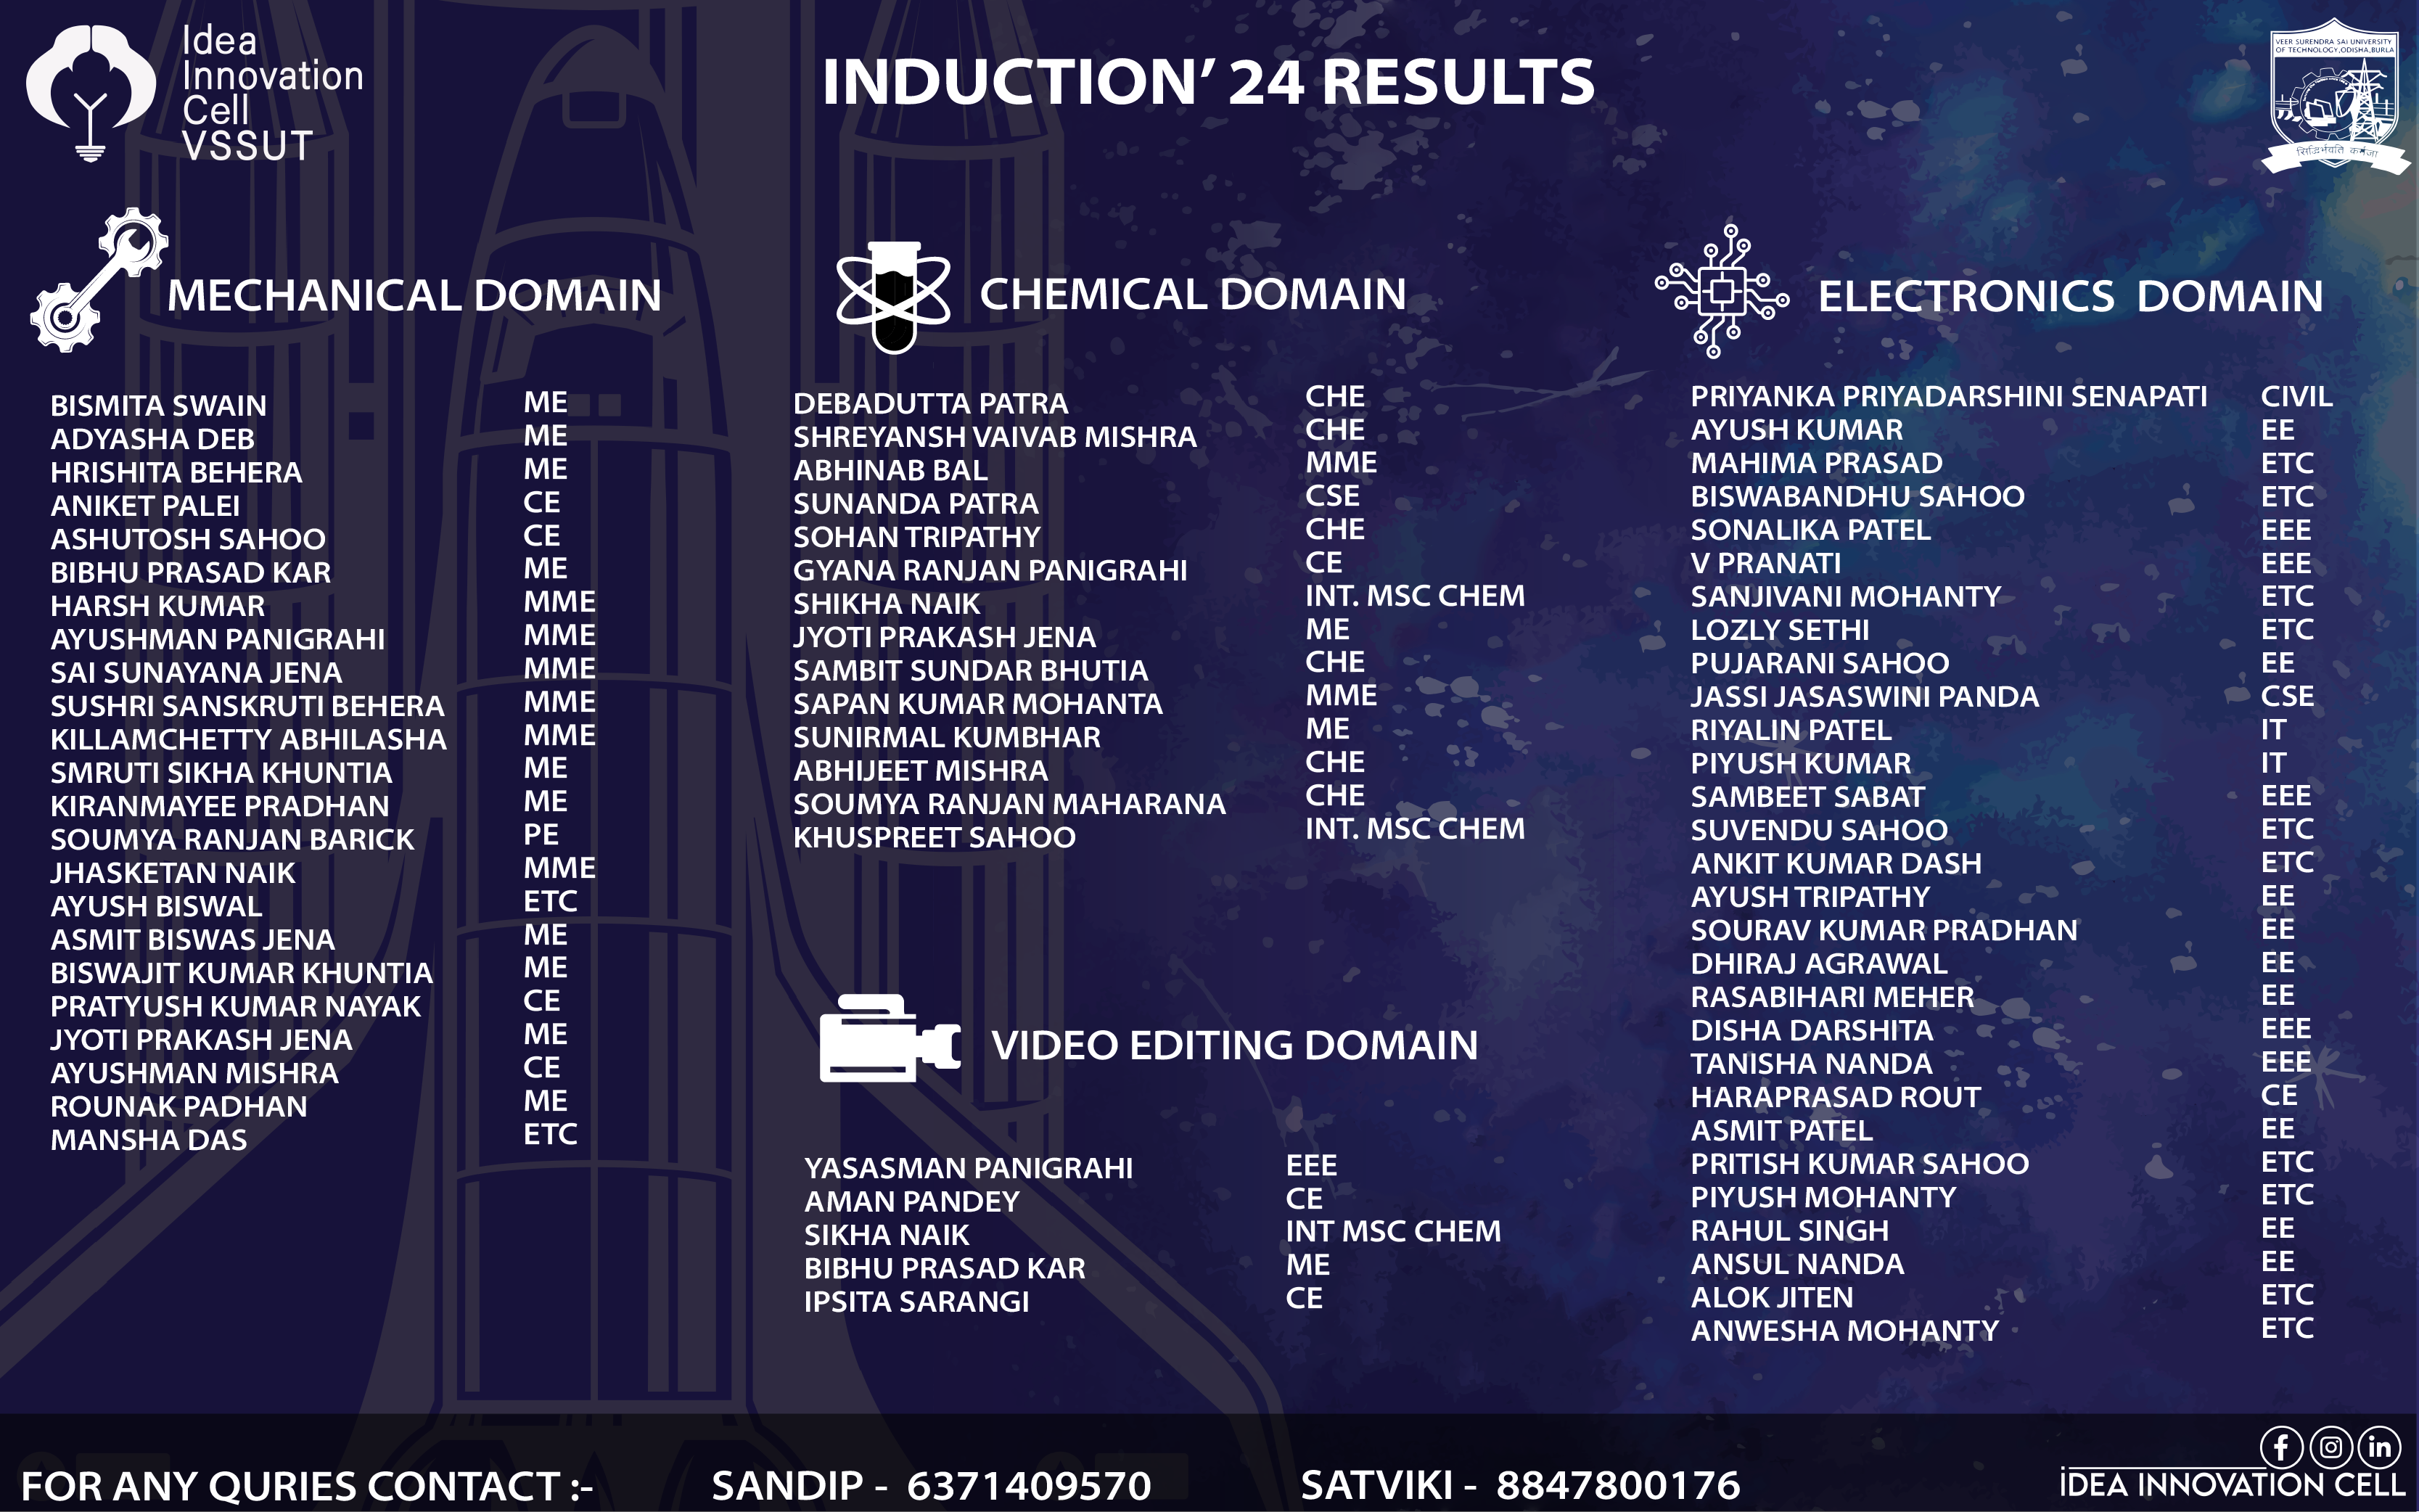 Idea
Innovation
Cell
VSSUT
INDUCTION’ 24 RESULTS
VEER SURENDRA SAI UNIVERSITY
OF TECHNOLOGY,ODISHA,BURLA
MECHANICAL DOMAIN
BISMITA SWAIN ME
ADYASHA DEB ME
HRISHITA BEHERA ME
ANIKET PALEI CE
ASHUTOSH SAHOO CE
BIBHU PRASAD KAR ME
HARSH KUMAR MME
AYUSHMAN PANIGRAHI MME
SAI SUNAYANA JENA MME
SUSHRI SANSKRUTI BEHERA MME
KILLAMCHETTY ABHILASHA MME
SMRUTI SIKHA KHUNTIA ME
KIRANMAYEE PRADHAN ME
SOUMYA RANJAN BARICK PE
JHASKETAN NAIK MME
AYUSH BISWAL ETC
ASMIT BISWAS JENA ME
BISWAJIT KUMAR KHUNTIA ME
PRATYUSH KUMAR NAYAK CE
JYOTI PRAKASH JENA ME
AYUSHMAN MISHRA CE
ROUNAK PADHAN ME
MANSHA DAS ETC
CHEMICAL DOMAIN
DEBADUTTA PATRA CHE
SHREYANSH VAIVAB MISHRA CHE
ABHINAB BAL MME
SUNANDA PATRA CSE
SOHAN TRIPATHY CHE
GYANA RANJAN PANIGRAHI CE
SHIKHA NAIK INT. MSC CHEM
JYOTI PRAKASH JENA ME
SAMBIT SUNDAR BHUTIA CHE
SAPAN KUMAR MOHANTA MME
SUNIRMAL KUMBHAR ME
ABHIJEET MISHRA CHE
SOUMYA RANJAN MAHARANA CHE
KHUSPREET SAHOO INT. MSC CHEM
VIDEO EDITING DOMAIN
YASASMAN PANIGRAHI EEE
AMAN PANDEY CE
SIKHA NAIK INT MSC CHEM
BIBHU PRASAD KAR ME
IPSITA SARANGI CE
ELECTRONICS DOMAIN
PRIYANKA PRIYADARSHINI SENAPATI CIVIL
AYUSH KUMAR EE
MAHIMA PRASAD ETC
BISWABANDHU SAHOO ETC
SONALIKA PATEL EEE
V PRANATI EEE
SANJIVANI MOHANTY ETC
LOZLY SETHI ETC
PUJARANI SAHOO EE
JASSI JASASWINI PANDA CSE
RIYALIN PATEL IT
PIYUSH KUMAR IT
SAMBEET SABAT EEE
SUVENDU SAHOO ETC
ANKIT KUMAR DASH ETC
AYUSH TRIPATHY EE
SOURAV KUMAR PRADHAN EE
DHIRAJ AGRAWAL EE
RASABIHARI MEHER EE
DISHA DARSHITA EEE
TANISHA NANDA EEE
HARAPRASAD ROUT CE
ASMIT PATEL EE
PRITISH KUMAR SAHOO ETC
PIYUSH MOHANTY ETC
RAHUL SINGH EE
ANSUL NANDA EE
ALOK JITEN ETC
ANWESHA MOHANTY ETC
FOR ANY QURIES CONTACT :- SANDIP - 6371409570 SATVIKI - 8847800176
iDEA INNOVATION CELL